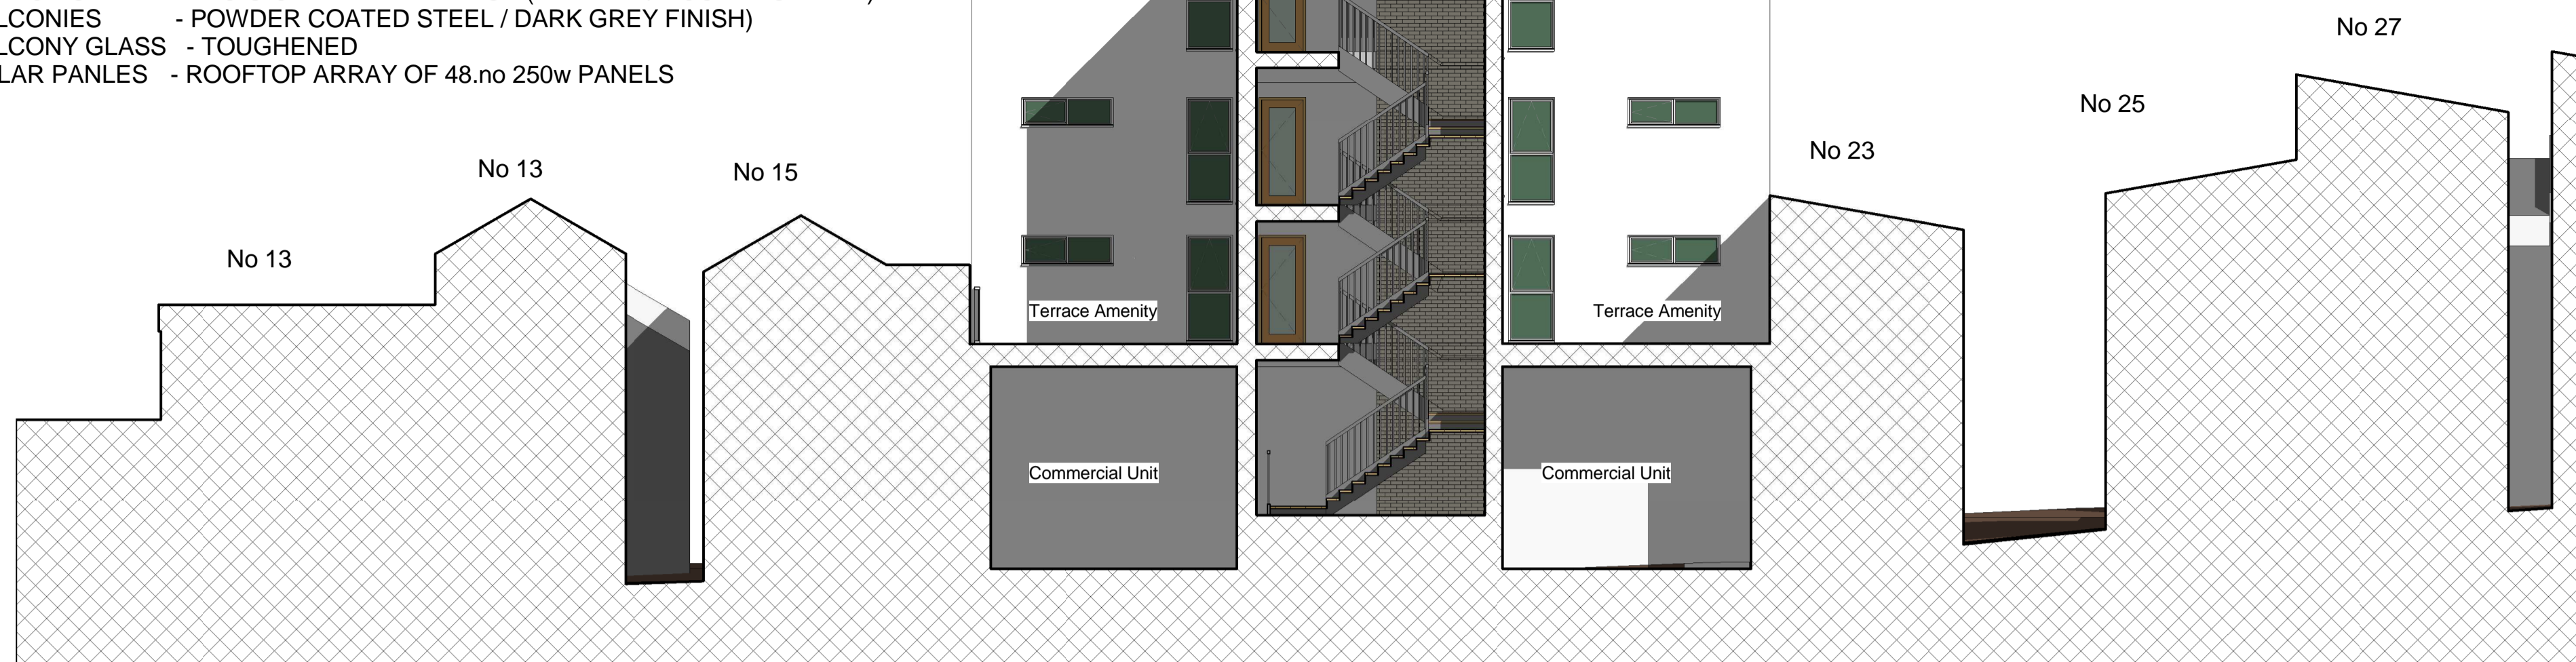 LCONIES - POWDER COATED STEEL / DARK GREY FINISH)
LCONY GLASS - TOUGHENED
LAR PANLES - ROOFTOP ARRAY OF 48.no 250w PANELS
No 27
No 25
No 23
No 13
No 15
No 13
Terrace Amenity
Terrace Amenity
Commercial Unit
Commercial Unit